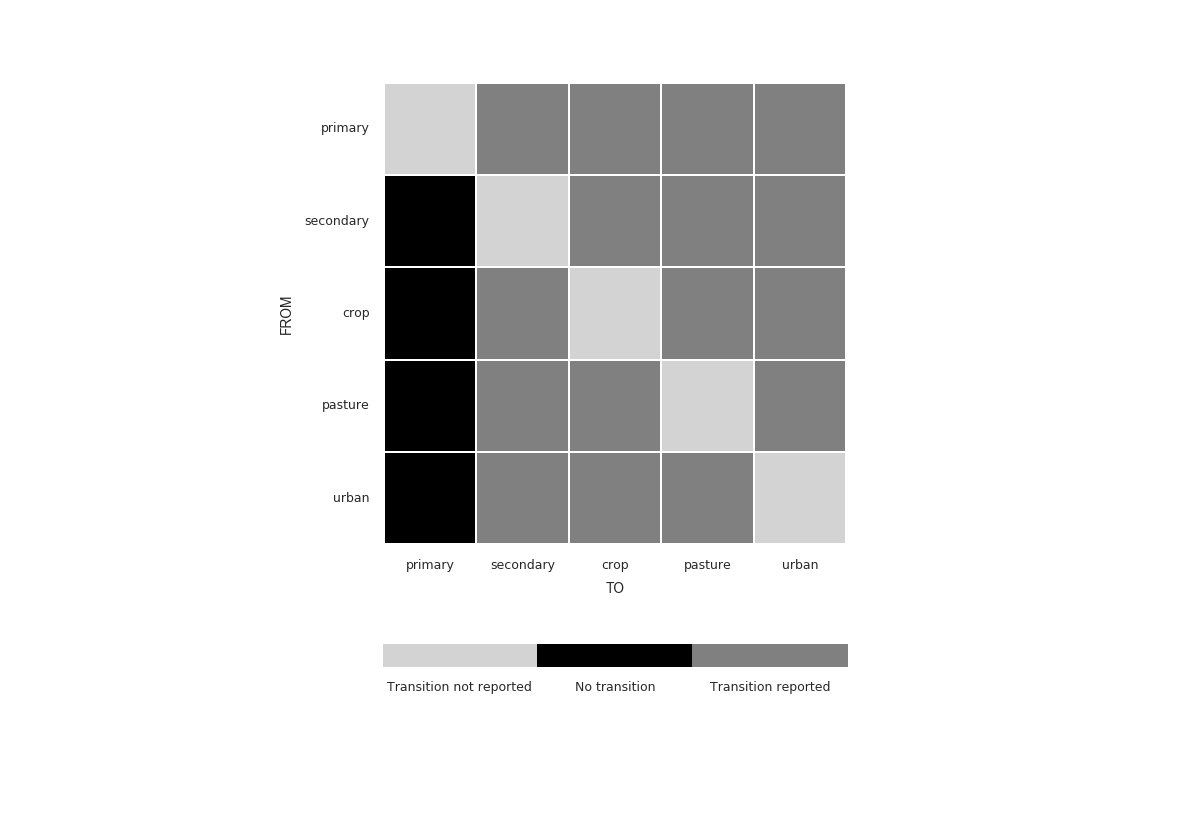 primary
secondary
crop
pasture
urban
FROM
primary secondary crop pasture urban
TO
Transition not reported No transition Transition reported